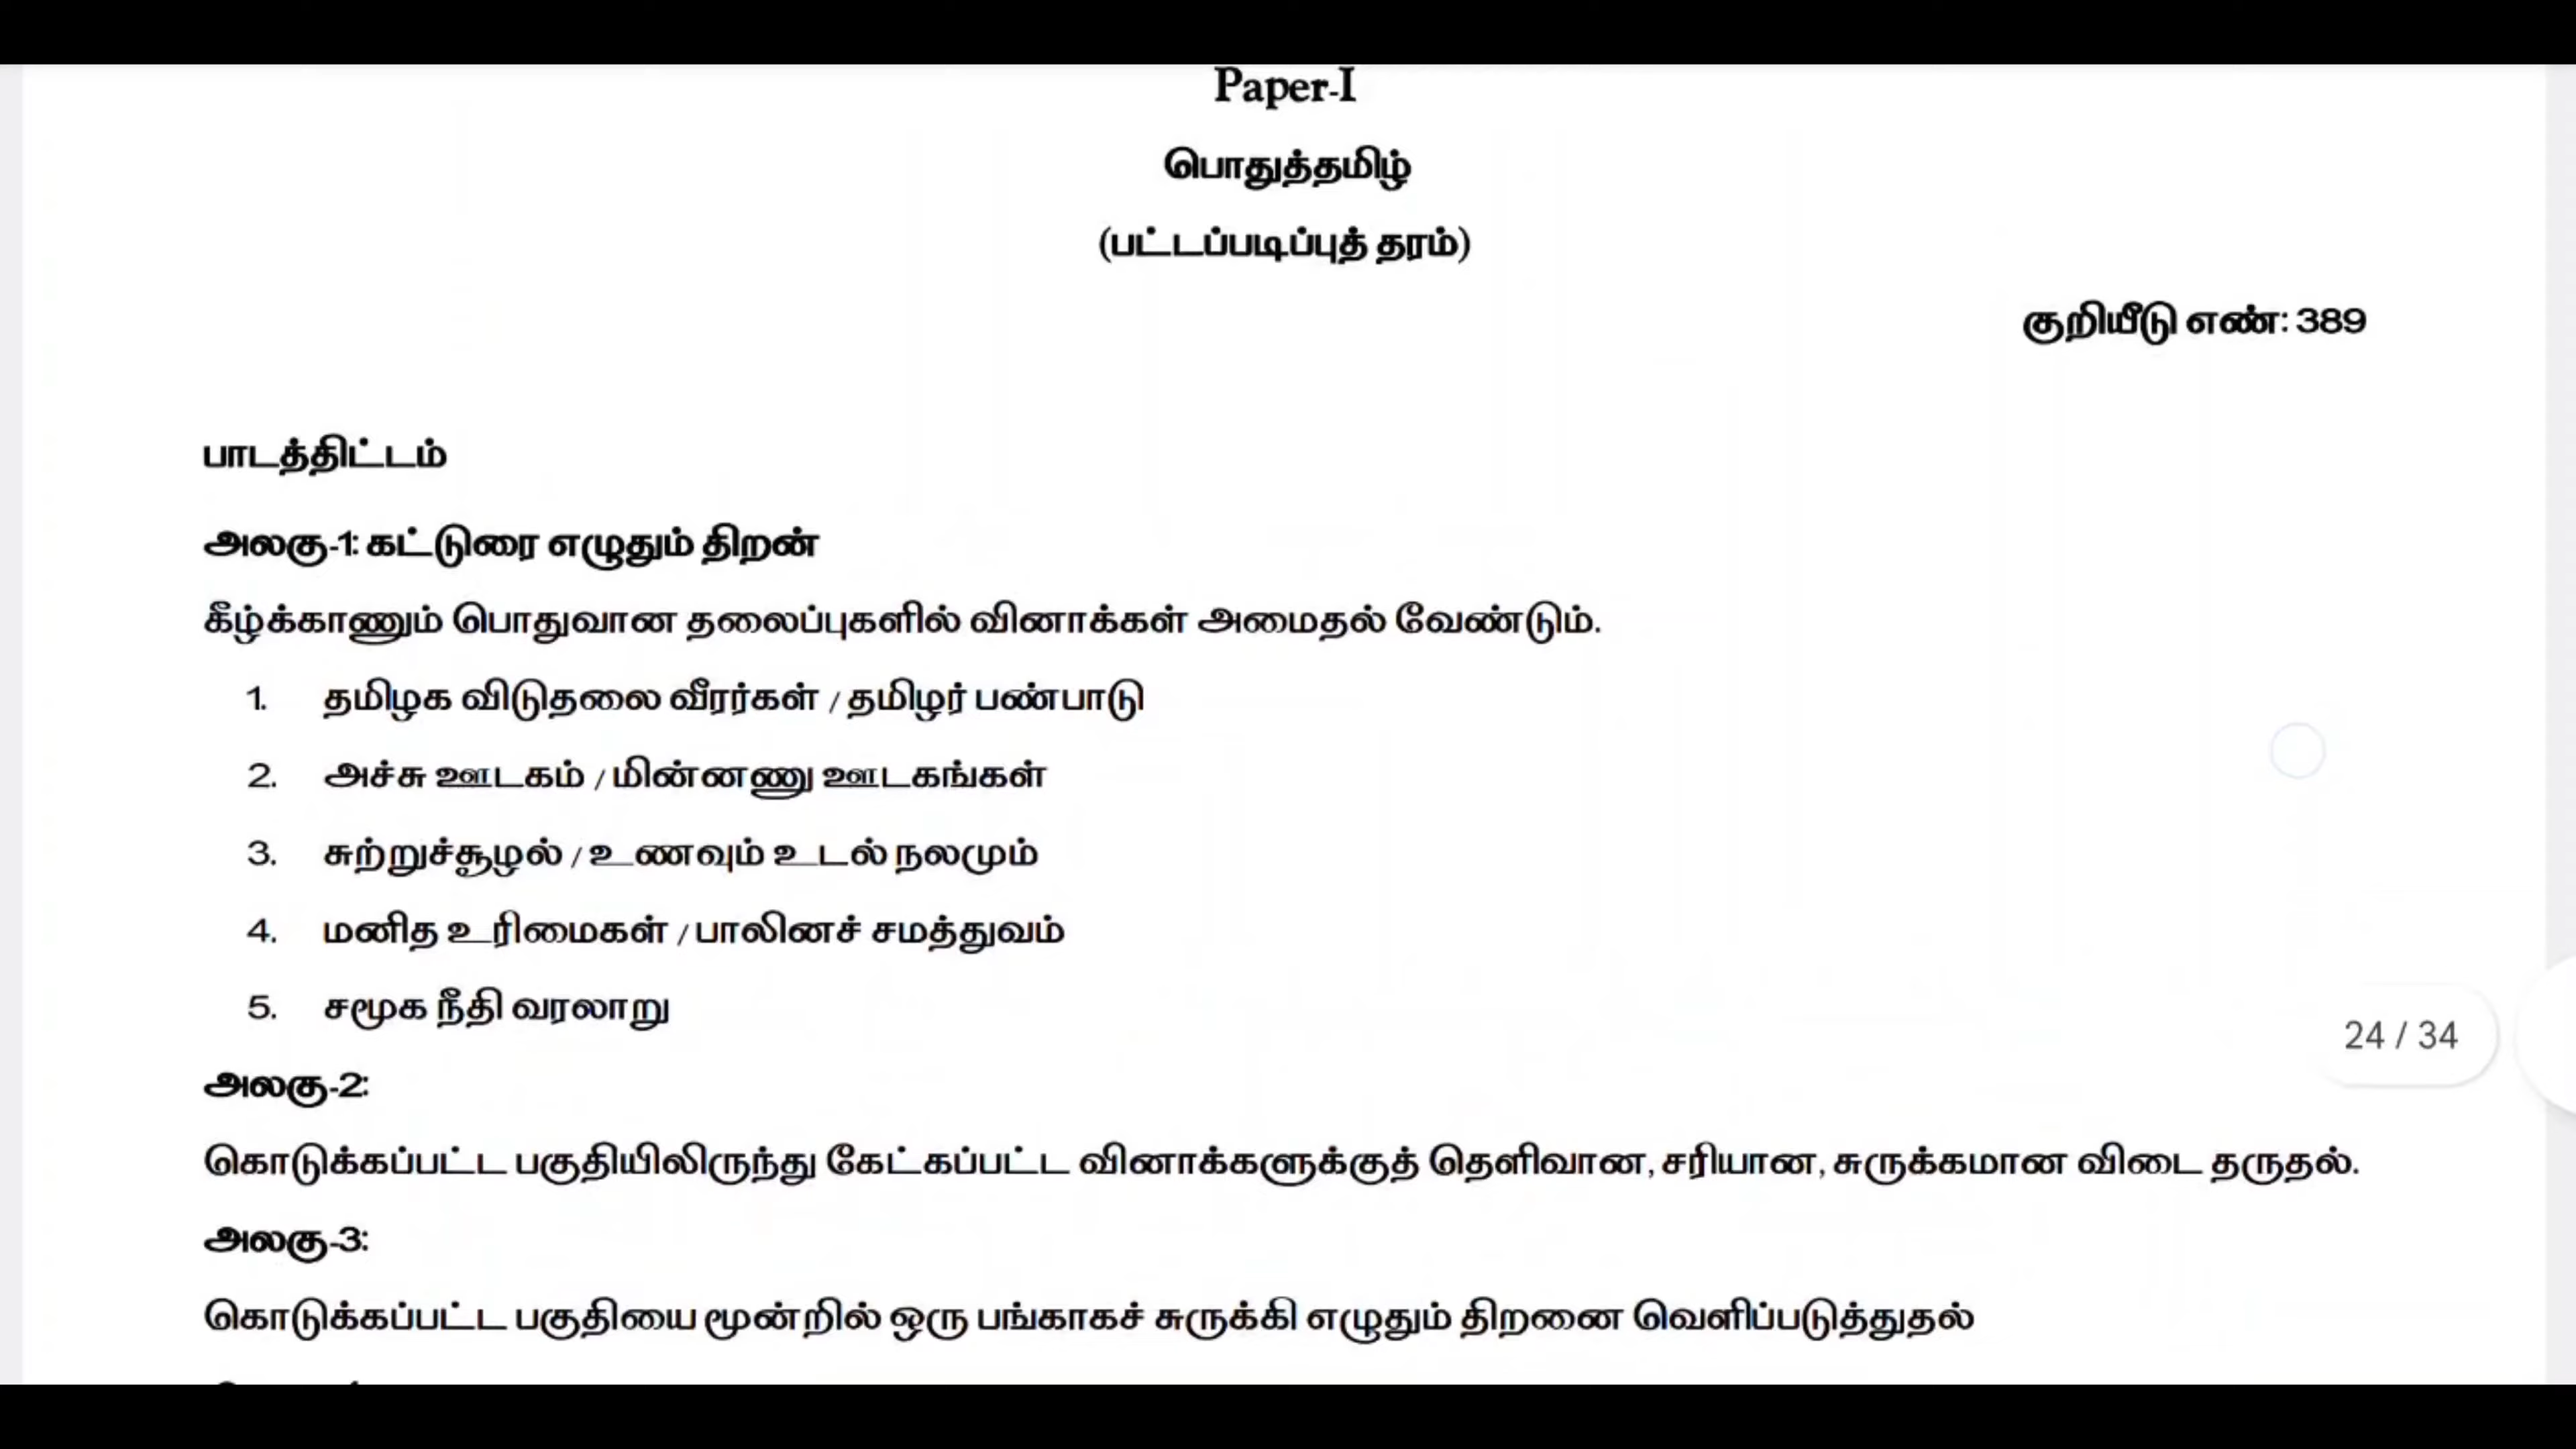 Paper-I
பொதுத்தமிழ்
(பட்டப்படிப்புத் தரம்)
குறியீடு எண்: 389
பாடத்திட்டம்
அலகு-1: கட்டுரை எழுதும் திறன்
கீழ்க்காணும் பொதுவான தலைப்புகளில் வினாக்கள் அமைதல் வேண்டும்.
1. தமிழக விடுதலை வீரர்கள் / தமிழர் பண்பாடு
2. அச்சு ஊடகம் / மின்னணு ஊடகங்கள்
3. சுற்றுச்சூழல் / உணவும் உடல் நலமும்
4. மனித உரிமைகள் / பாலினச் சமத்துவம்
5. சமூக நீதி வரலாறு
24 / 34
அலகு-2:
கொடுக்கப்பட்ட பகுதியிலிருந்து கேட்கப்பட்ட வினாக்களுக்குத் தெளிவான, சரியான, சுருக்கமான விடை தருதல்.
அலகு-3:
கொடுக்கப்பட்ட பகுதியை மூன்றில் ஒரு பங்காகச் சுருக்கி எழுதும் திறனை வெளிப்படுத்துதல்